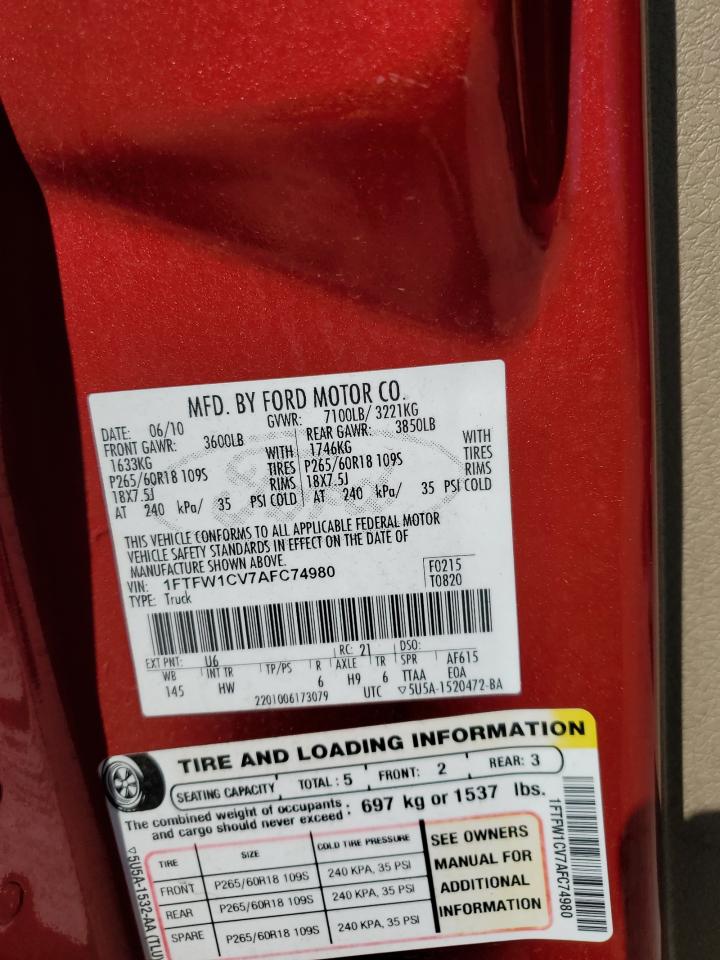 MFD. BY FORD MOTOR CO.
DATE: 06/10 GVWR: 7100LB/ 3221KG
FRONT GAWR: 3600LB REAR GAWR: 3850LB
1633KG WITH 1746KG WITH
P265/60R18 109S TIRES P265/60R18 109S TIRES
18X7.5J RIMS 18X7.5J RIMS
AT 240 kPa/ 35 PSI COLD AT 240 kPa/ 35 PSI COLD
THIS VEHICLE CONFORMS TO ALL APPLICABLE FEDERAL MOTOR
VEHICLE SAFETY STANDARDS IN EFFECT ON THE DATE OF
MANUFACTURE SHOWN ABOVE.
VIN: 1FTFW1CV7AFC74980 F0215
TYPE: Truck T0820
EXT PNT: U6 RC: 21 DSO:
WB INT TR TP/PS R AXLE TR SPR AF615
145 HW 6 H9 6 TTAA EOA
2201006173079 UTC ▽5U5A-1520472-BA
TIRE AND LOADING INFORMATION
SEATING CAPACITY TOTAL : 5 FRONT: 2 REAR: 3
The combined weight of occupants
and cargo should never exceed : 697 kg or 1537 lbs.
TIRE SIZE COLD TIRE PRESSURE
FRONT P265/60R18 109S 240 KPA, 35 PSI
REAR P265/60R18 109S 240 KPA, 35 PSI
SPARE P265/60R18 109S 240 KPA, 35 PSI
SEE OWNERS
MANUAL FOR
ADDITIONAL
INFORMATION
1FTFW1CV7AFC74980
▽5U5A-1532-AA